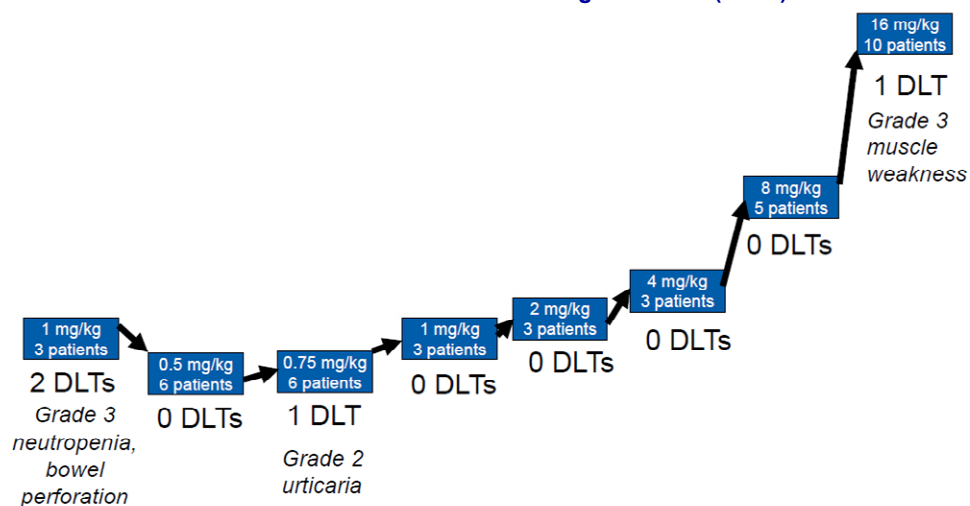 16 mg/kg
10 patients
1 DLT
Grade 3
muscle
weakness
8 mg/kg
5 patients
0 DLTs
4 mg/kg
3 patients
0 DLTs
2 mg/kg
3 patients
0 DLTs
1 mg/kg
3 patients
0 DLTs
0.75 mg/kg
6 patients
1 DLT
Grade 2
urticaria
0.5 mg/kg
6 patients
0 DLTs
1 mg/kg
3 patients
2 DLTs
Grade 3
neutropenia,
bowel
perforation